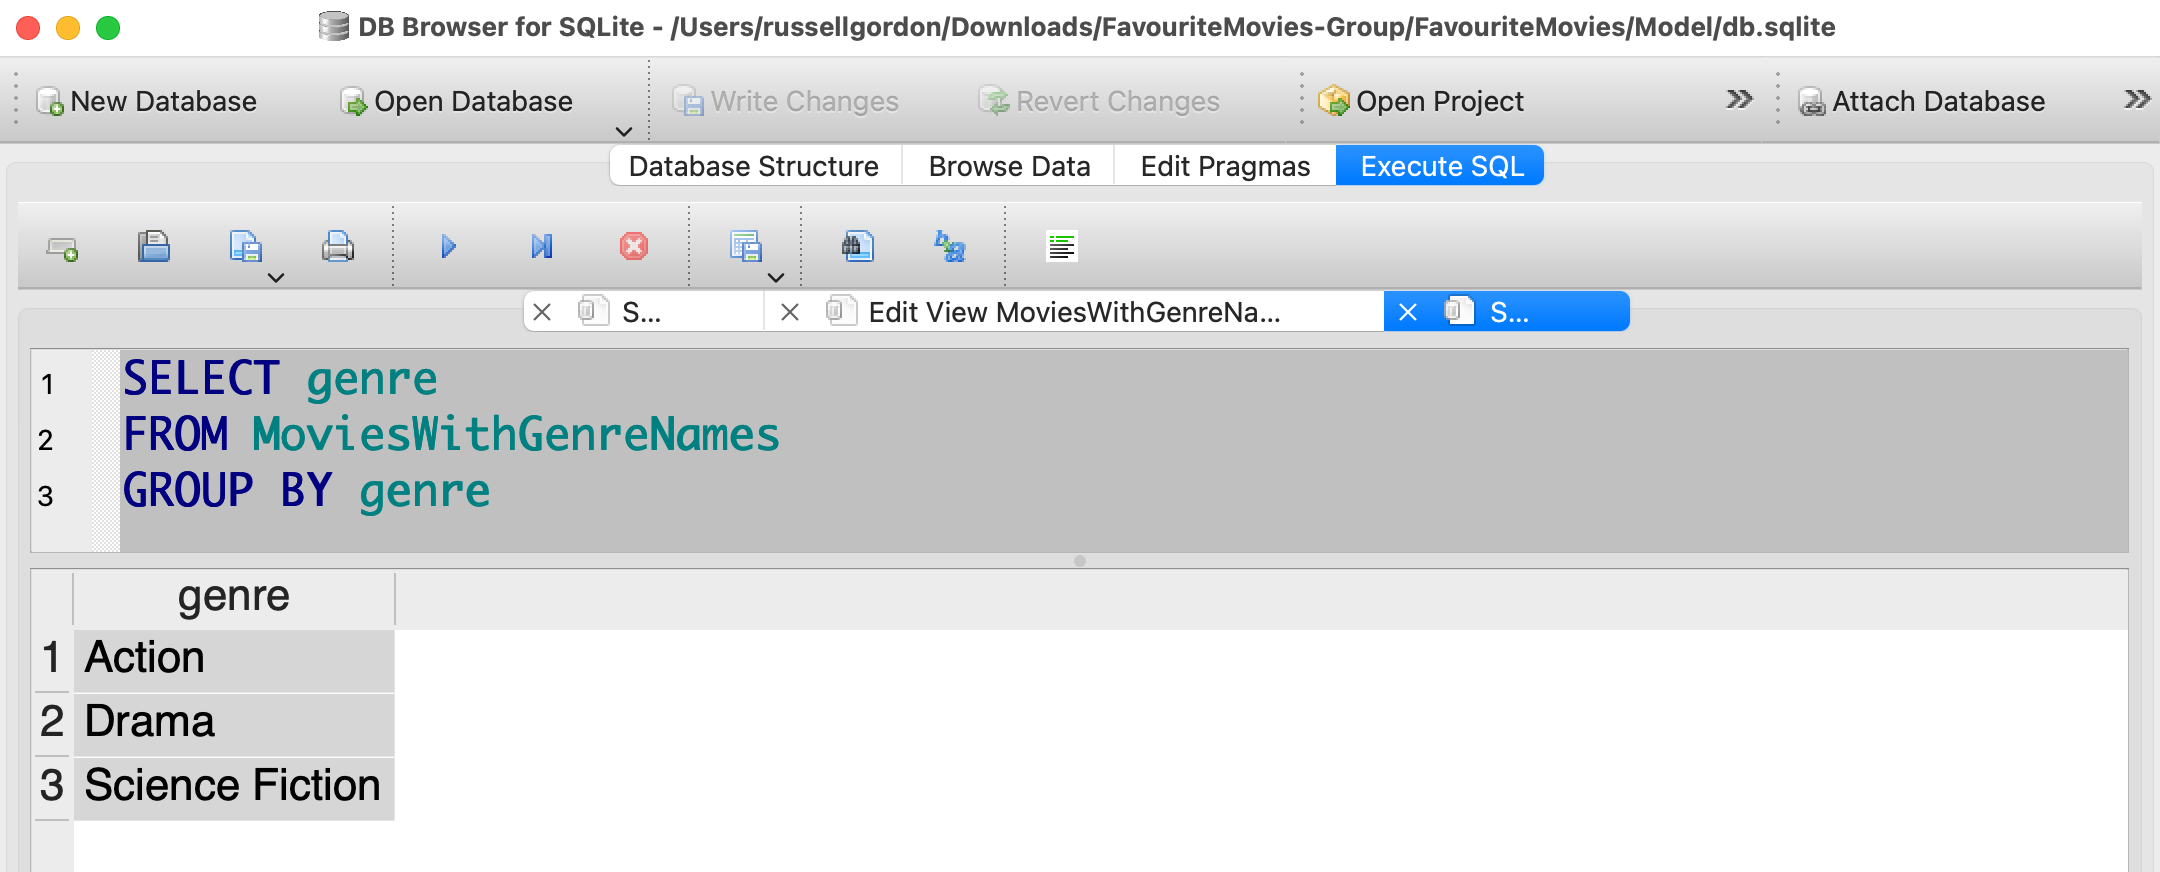 DB Browser for SQLite - /Users/russellgordon/Downloads/FavouriteMovies-Group/FavouriteMovies/Model/db.sqlite
New Database Open Database Write Changes Revert Changes Open Project Attach Database
Database Structure Browse Data Edit Pragmas Execute SQL
S... Edit View MoviesWithGenreNa... S...
1 SELECT genre
2 FROM MoviesWithGenreNames
3 GROUP BY genre
genre
1 Action
2 Drama
3 Science Fiction